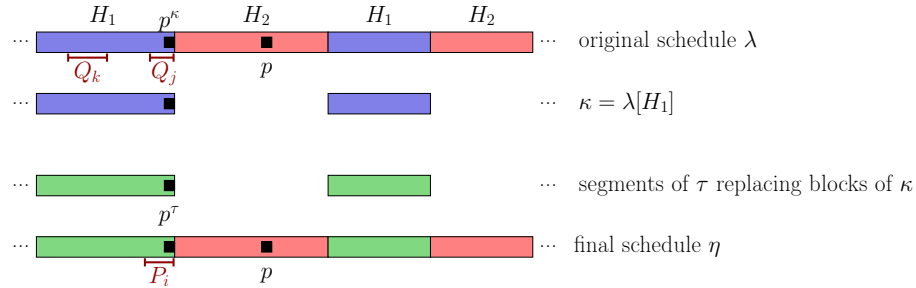 H₁ p^κ H₂ H₁ H₂
... ... original schedule λ
Q_k Q_j p
... ... κ = λ[H₁]
... ... segments of τ replacing blocks of κ
p^τ
... ... final schedule η
P_i p